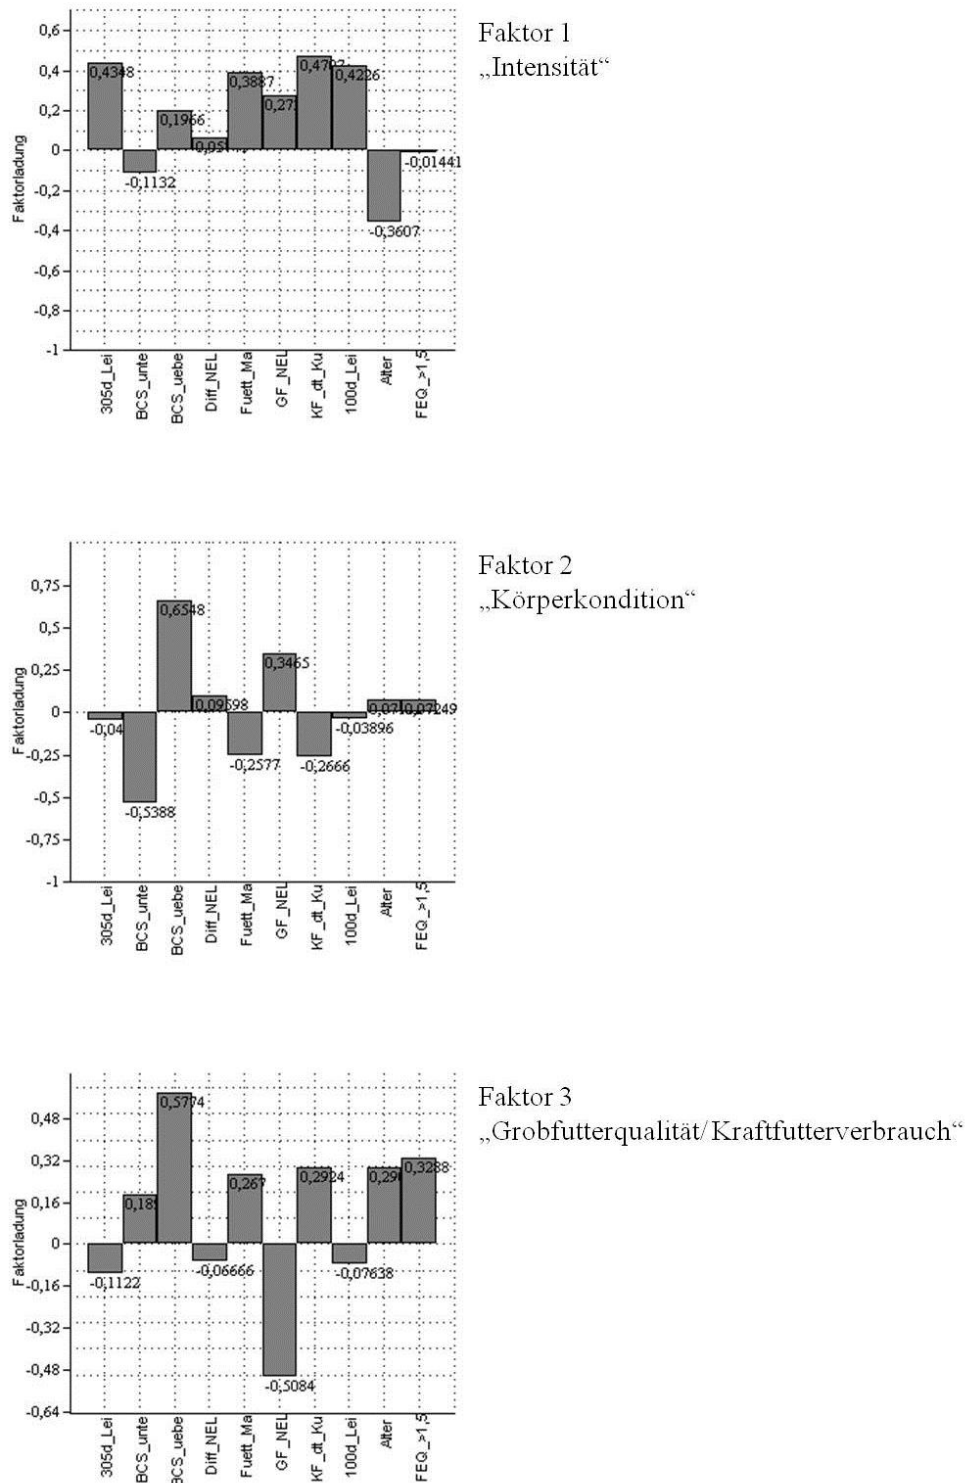 Faktor 1
„Intensität“
Faktorladung
0,6
0,4
0,2
0
-0,2
-0,4
-0,6
-0,8
-1
0,4348
-0,1132
0,1966
0,3887
0,4226
-0,3607
-0,01441
305d_Lei
BCS_unte
BCS_uebe
Diff_NEL
Fuett_Ma
GF_NEL
KF_dt_Ku
100d_Lei
Alter
FEQ_>1,5
Faktor 2
„Körperkondition“
Faktorladung
0,75
0,5
0,25
0
-0,25
-0,5
-0,75
-1
-0,04
-0,5388
0,6548
0,09598
-0,2577
0,3465
-0,2666
-0,03896
0,07249
305d_Lei
BCS_unte
BCS_uebe
Diff_NEL
Fuett_Ma
GF_NEL
KF_dt_Ku
100d_Lei
Alter
FEQ_>1,5
Faktor 3
„Grobfutterqualität/Kraftfutterverbrauch“
Faktorladung
0,48
0,32
0,16
0
-0,16
-0,32
-0,48
-0,64
-0,1122
0,5774
-0,06666
0,267
-0,5084
0,2924
-0,07638
0,3288
305d_Lei
BCS_unte
BCS_uebe
Diff_NEL
Fuett_Ma
GF_NEL
KF_dt_Ku
100d_Lei
Alter
FEQ_>1,5